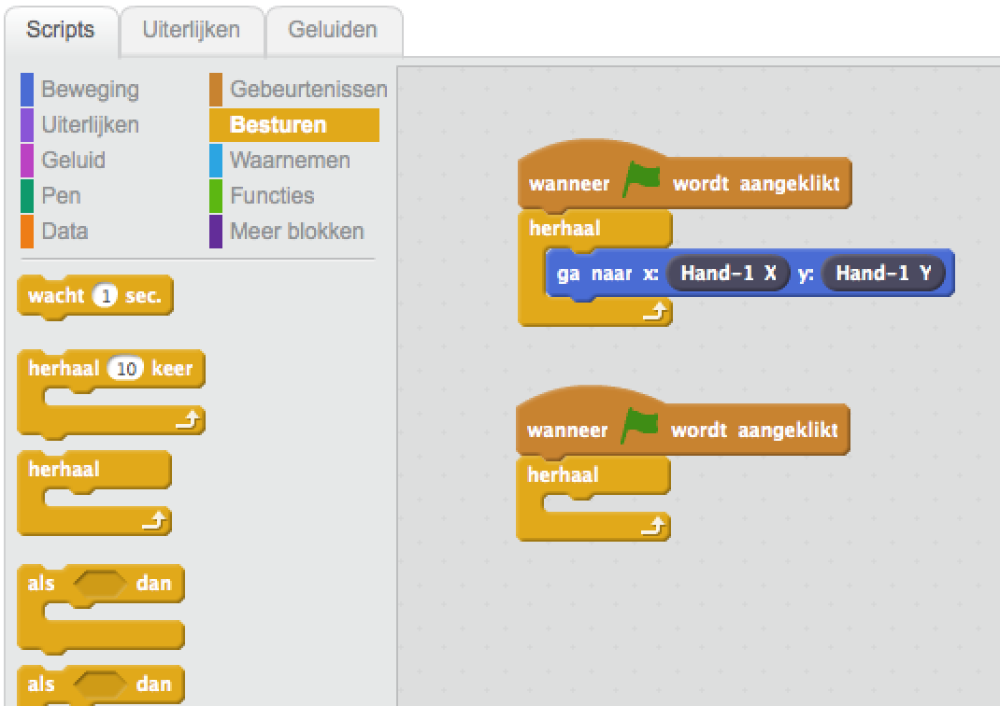 Scripts Uiterlijken Geluiden
Beweging Gebeurtenissen
Uiterlijken Besturen
Geluid Waarnemen
Pen Functies
Data Meer blokken
wacht 1 sec.
herhaal 10 keer
herhaal
als dan
als dan
wanneer wordt aangeklikt
herhaal
ga naar x: Hand-1 X y: Hand-1 Y
wanneer wordt aangeklikt
herhaal